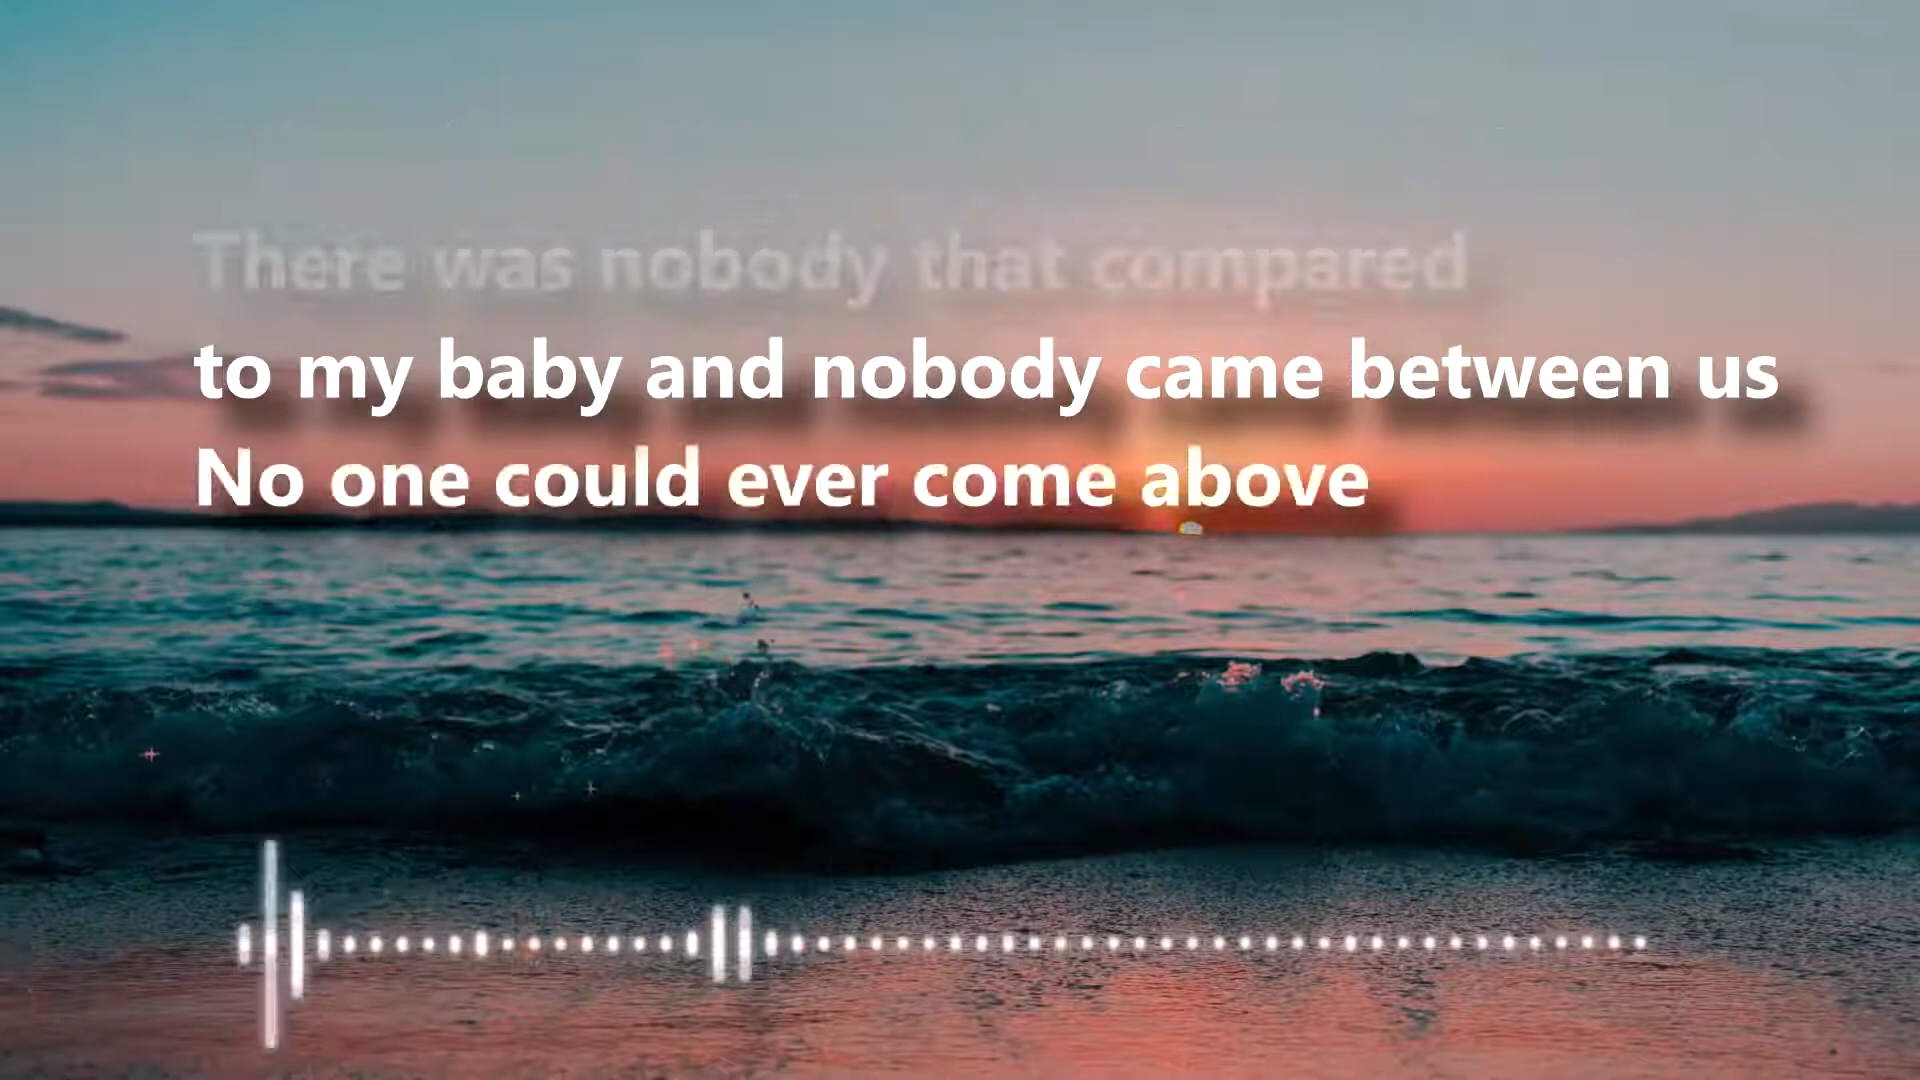 There was nobody that compared
to my baby and nobody came between us
No one could ever come above